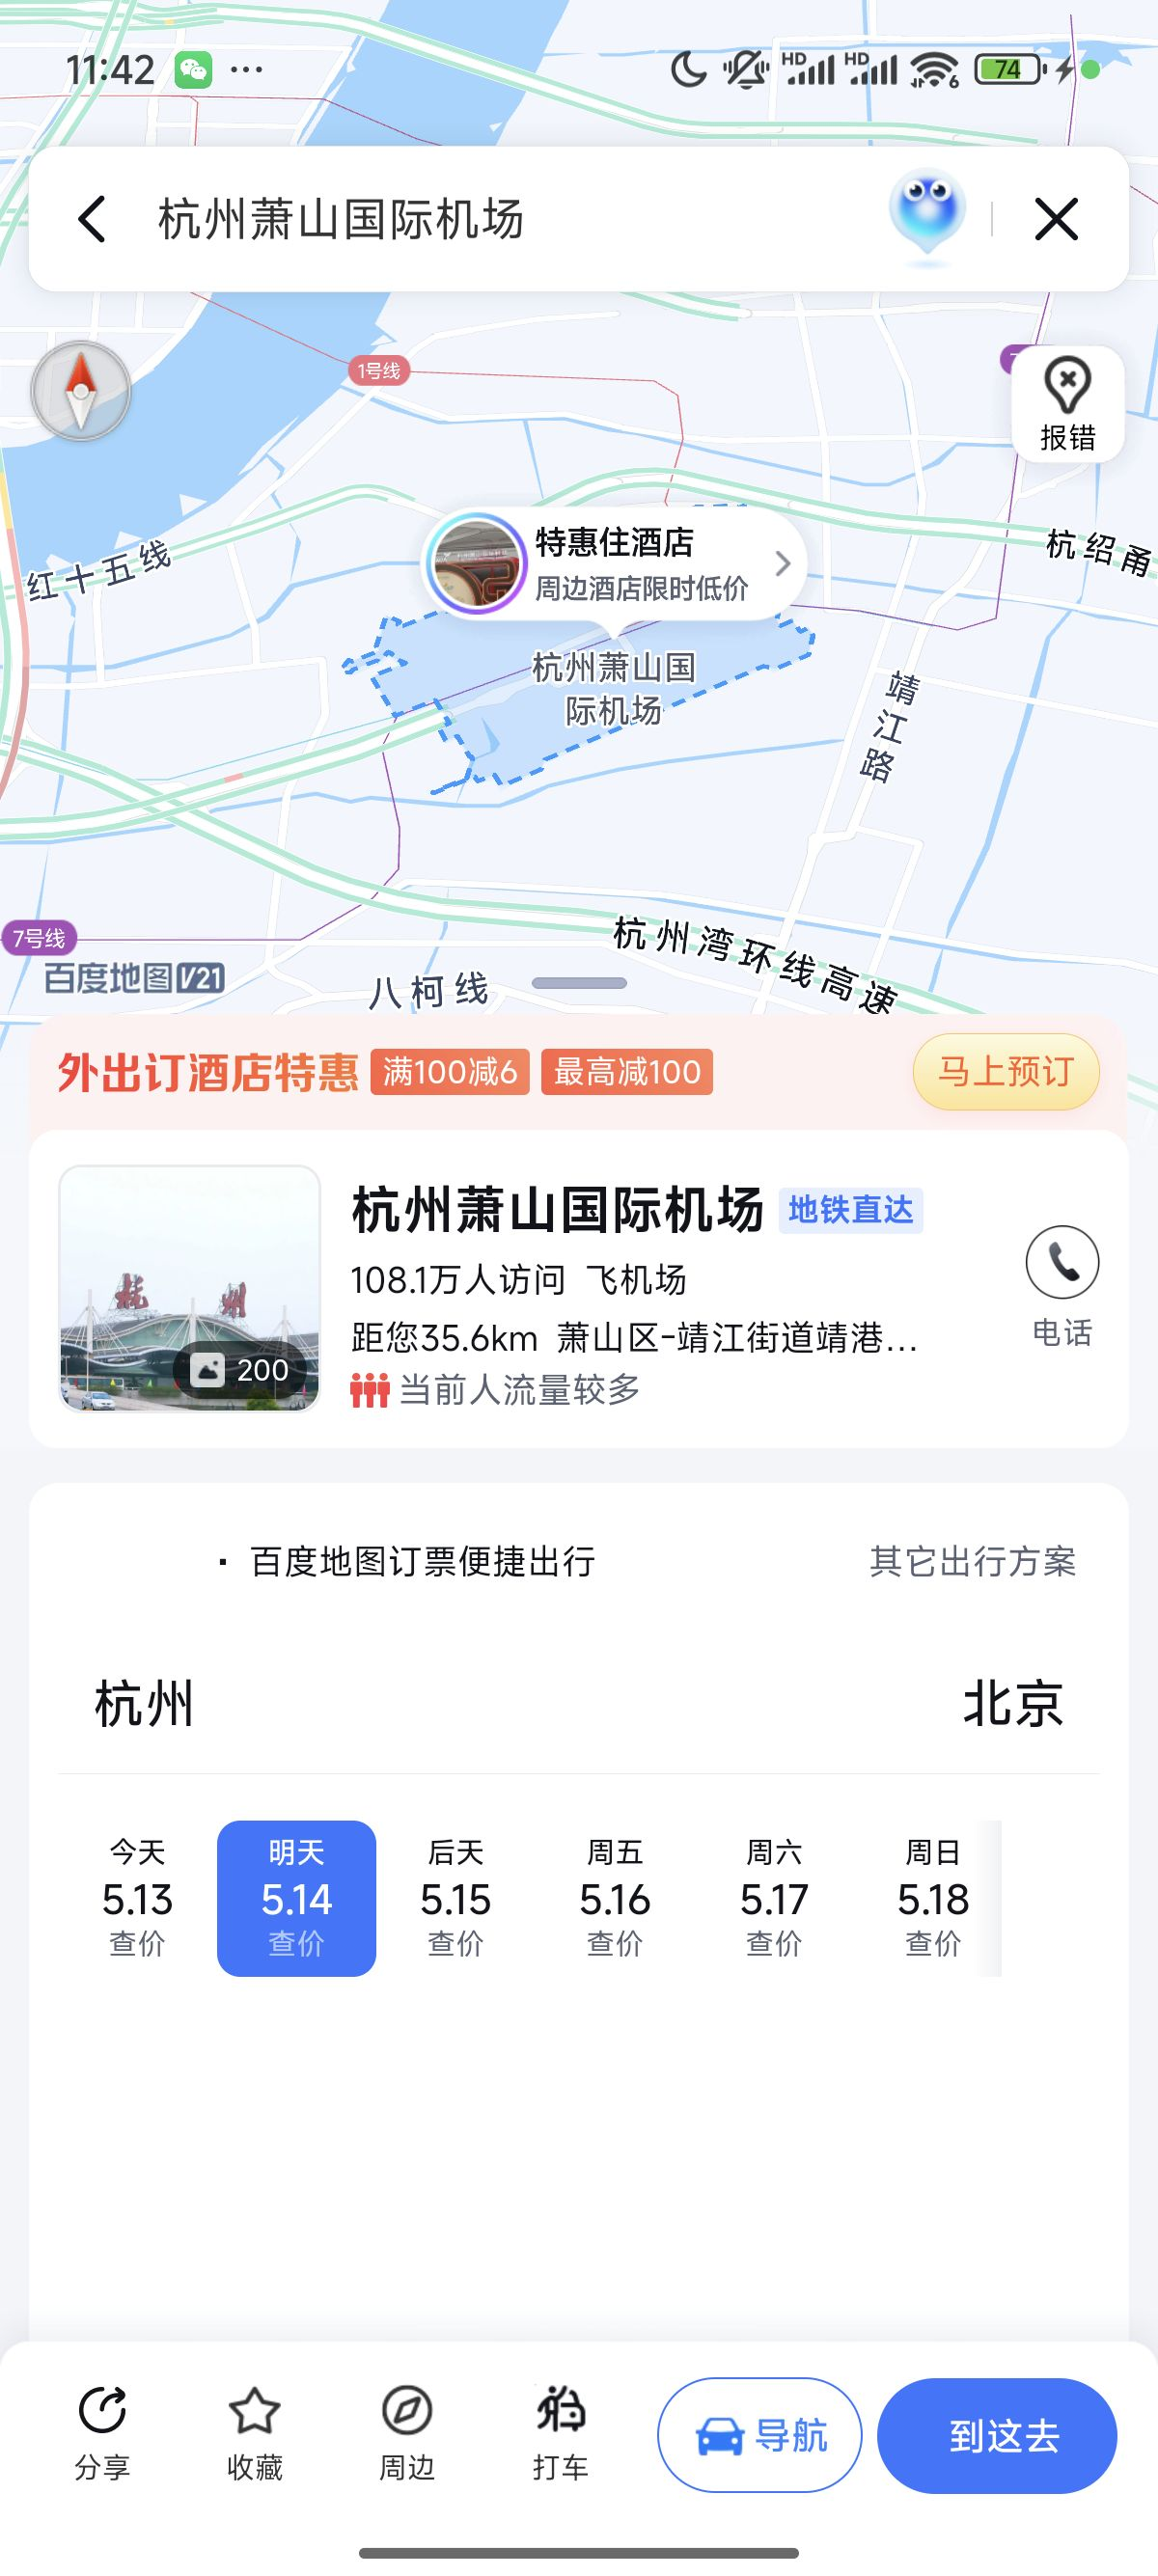 11:42
HD HD 6 74
杭州萧山国际机场
1号线
报错
特惠住酒店
周边酒店限时低价
杭绍甬
红十五线
杭州萧山国
际机场
靖江路
7号线
杭州湾环线高速
百度地图V21
八柯线
外出订酒店特惠 满100减6 最高减100 马上预订
杭州萧山国际机场 地铁直达
108.1万人访问 飞机场
距您35.6km 萧山区-靖江街道靖港...
电话
200
当前人流量较多
· 百度地图订票便捷出行 其它出行方案
杭州 北京
今天 明天 后天 周五 周六 周日
5.13 5.14 5.15 5.16 5.17 5.18
查价 查价 查价 查价 查价 查价
导航 到这去
分享 收藏 周边 打车